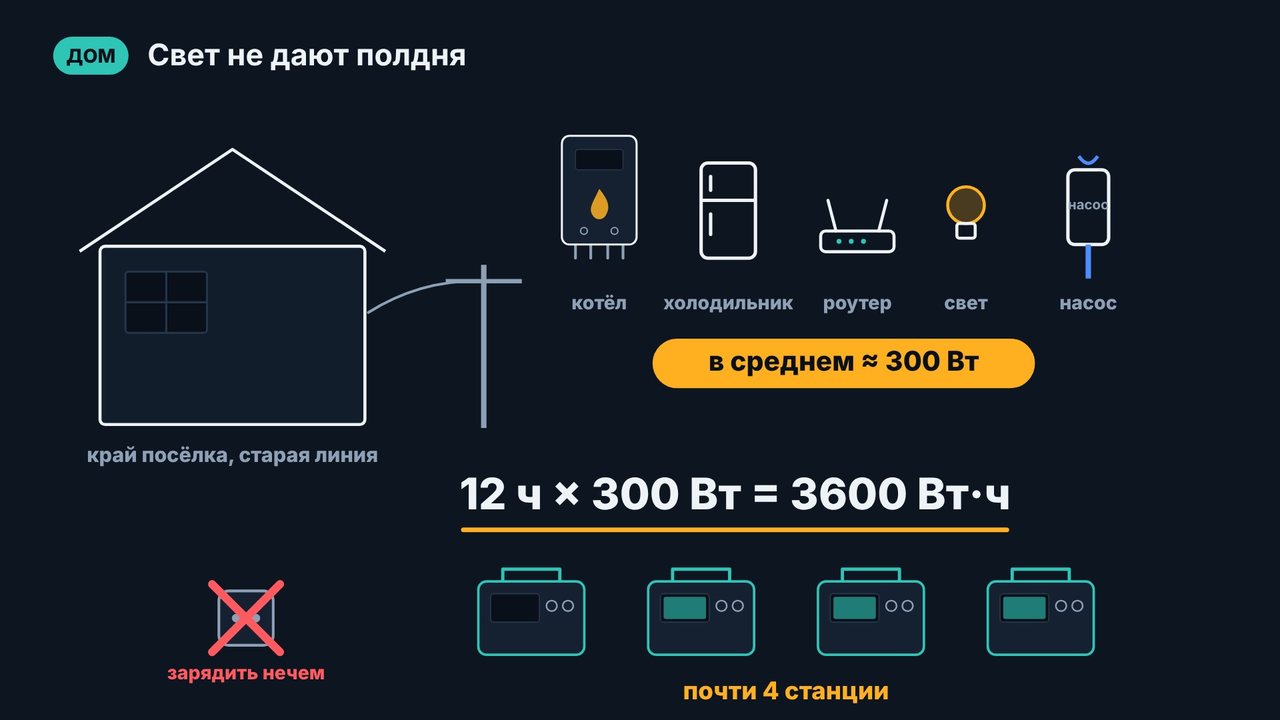 дом Свет не дают полдня
насос
котёл холодильник роутер свет насос
в среднем ≈ 300 Вт
край посёлка, старая линия
12 ч × 300 Вт = 3600 Вт·ч
зарядить нечем
почти 4 станции